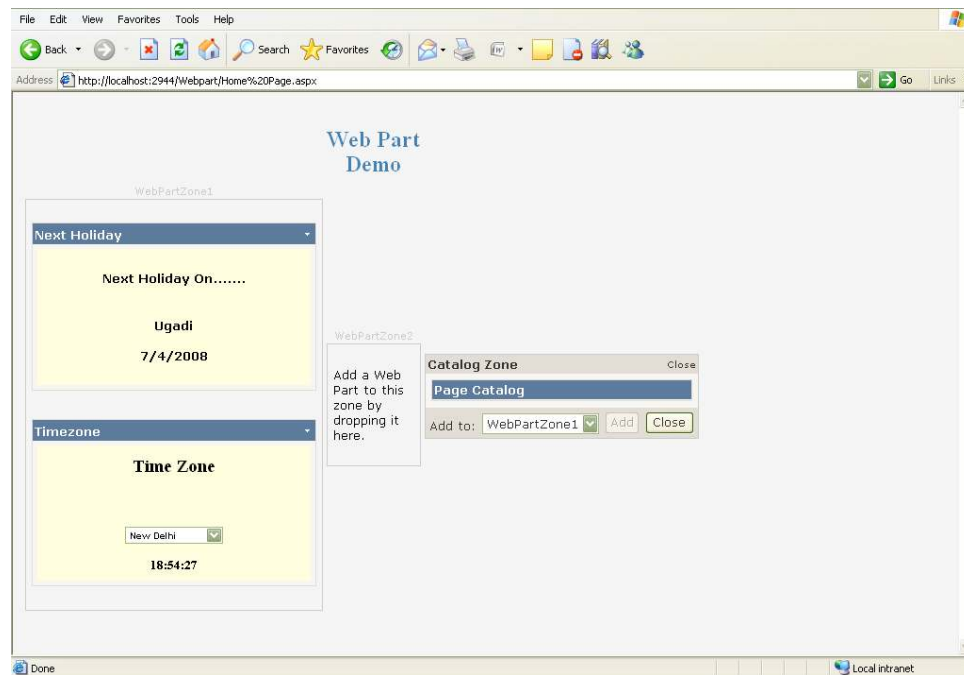 File Edit View Favorites Tools Help
Back Search Favorites
Address http://localhost:2944/Webpart/Home%20Page.aspx Go Links
Web Part
Demo
WebPartZone1
Next Holiday
Next Holiday On.......
Ugadi
7/4/2008
Timezone
Time Zone
New Delhi
18:54:27
WebPartZone2
Add a Web
Part to this
zone by
dropping it
here.
Catalog Zone Close
Page Catalog
Add to: WebPartZone1 Add Close
Done Local intranet